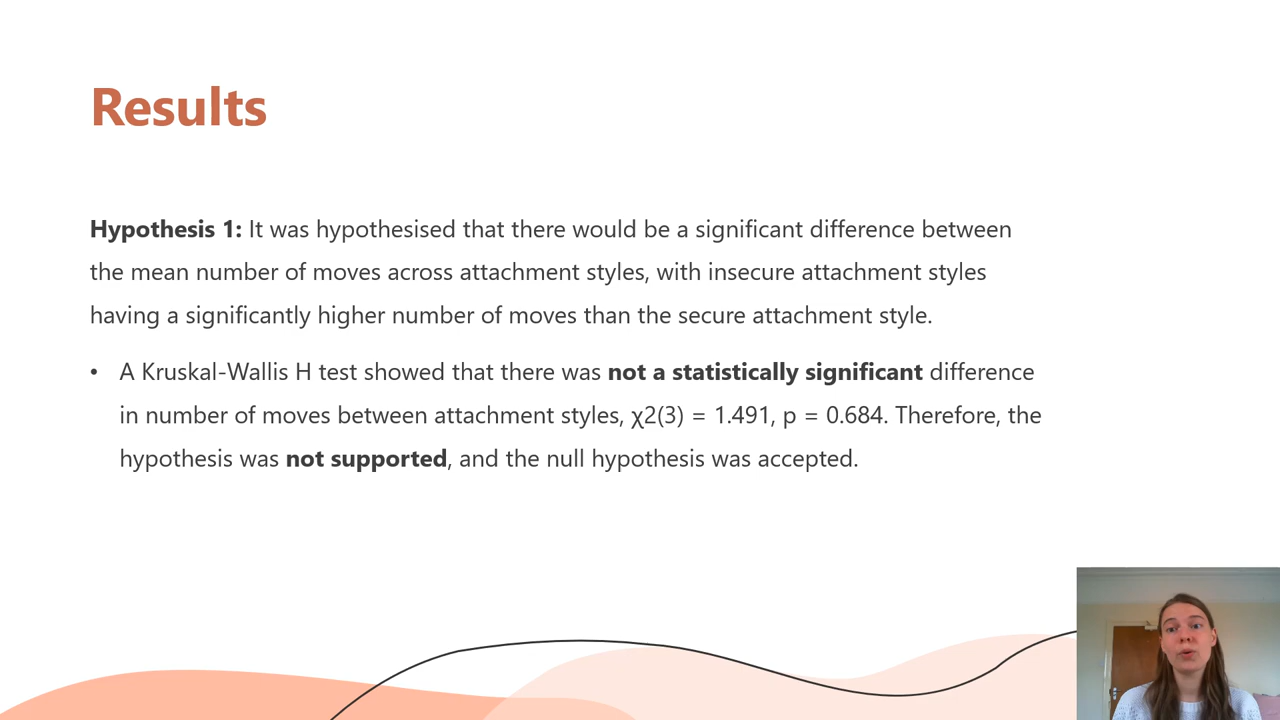 Results
Hypothesis 1: It was hypothesised that there would be a significant difference between
the mean number of moves across attachment styles, with insecure attachment styles
having a significantly higher number of moves than the secure attachment style.
• A Kruskal-Wallis H test showed that there was not a statistically significant difference
in number of moves between attachment styles, χ2(3) = 1.491, p = 0.684. Therefore, the
hypothesis was not supported, and the null hypothesis was accepted.